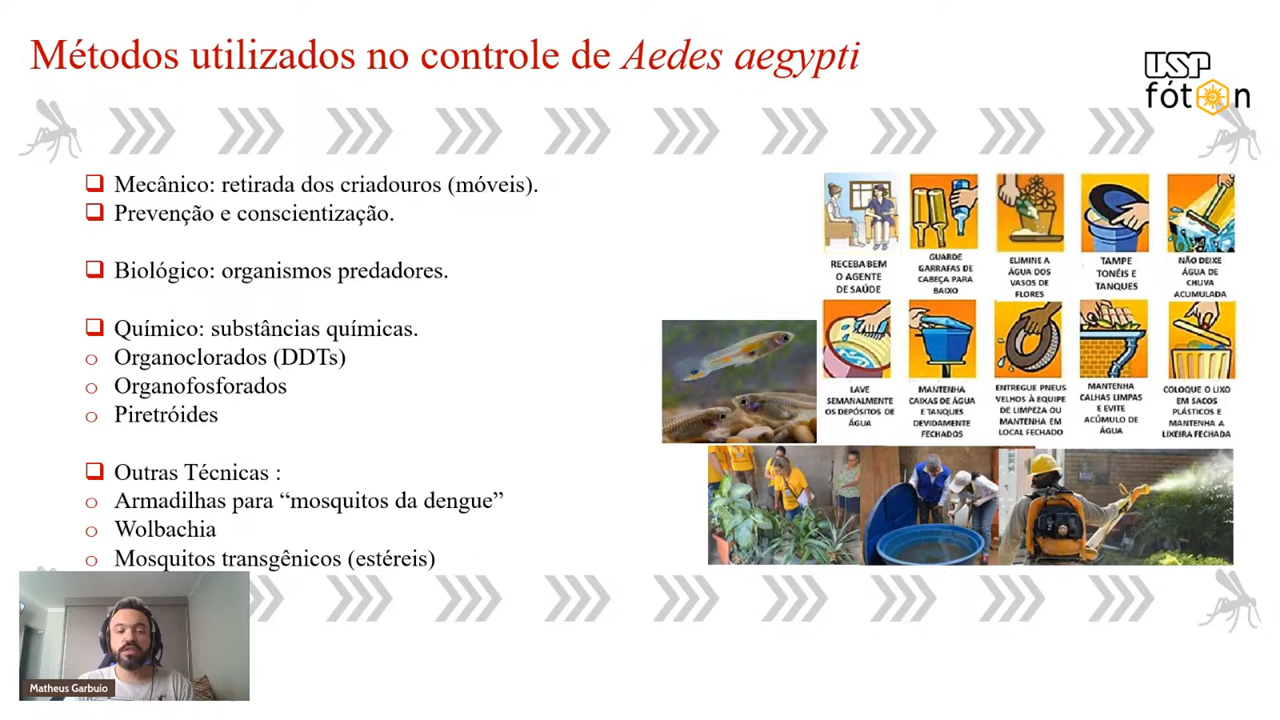 Métodos utilizados no controle de Aedes aegypti
USP
fóton
Mecânico: retirada dos criadouros (móveis).
Prevenção e conscientização.
Biológico: organismos predadores.
Químico: substâncias químicas.
Organoclorados (DDTs)
Organofosforados
Piretróides
Outras Técnicas :
Armadilhas para “mosquitos da dengue”
Wolbachia
Mosquitos transgênicos (estéreis)
RECEBA BEM
O AGENTE
DE SAÚDE
GUARDE
GARRAFAS DE
CABEÇA PARA
BAIXO
ELIMINE A
ÁGUA DOS
VASOS DE
FLORES
TAMPE
TONÉIS E
TANQUES
NÃO DEIXE
ÁGUA DE
CHUVA
ACUMULADA
LAVE
SEMANALMENTE
OS DEPÓSITOS DE
ÁGUA
MANTENHA
CAIXAS DE ÁGUA
E TANQUES
DEVIDAMENTE
FECHADOS
ENTREGUE PNEUS
VELHOS À EQUIPE
DE LIMPEZA OU
MANTENHA EM
LOCAL FECHADO
MANTENHA
CALHAS LIMPAS
E EVITE
ACÚMULO DE
ÁGUA
COLOQUE O LIXO
EM SACOS
PLÁSTICOS E
MANTENHA A
LIXEIRA FECHADA
Matheus Garbuio